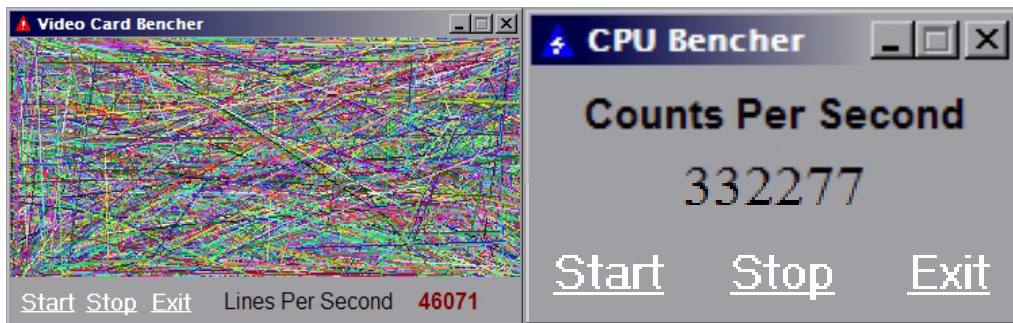 Video Card Bencher
Start Stop Exit Lines Per Second 46071
CPU Bencher
Counts Per Second
332277
Start Stop Exit